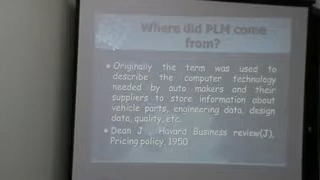 Where did PLM come
from?
Originally the term was used to
describe the computer technology
needed by auto makers and their
suppliers to store information about
vehicle parts, engineering data, design
data, quality, etc.
Dean J , Havard Business review(J),
Pricing policy, 1950